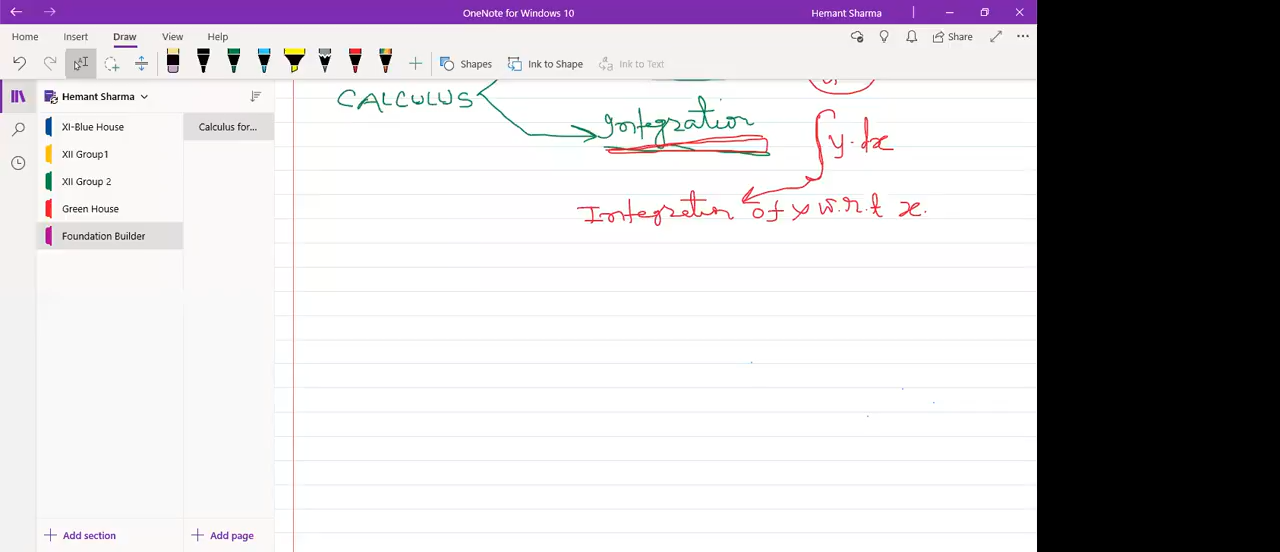 OneNote for Windows 10
Hemant Sharma
Home Insert Draw View Help
Share
Shapes Ink to Shape Ink to Text
Hemant Sharma
XI-Blue House
XII Group1
XII Group 2
Green House
Foundation Builder
Calculus for...
CALCULUS
Integration
∫ y.dx
Integration of y w.r.t x.
Add section
Add page